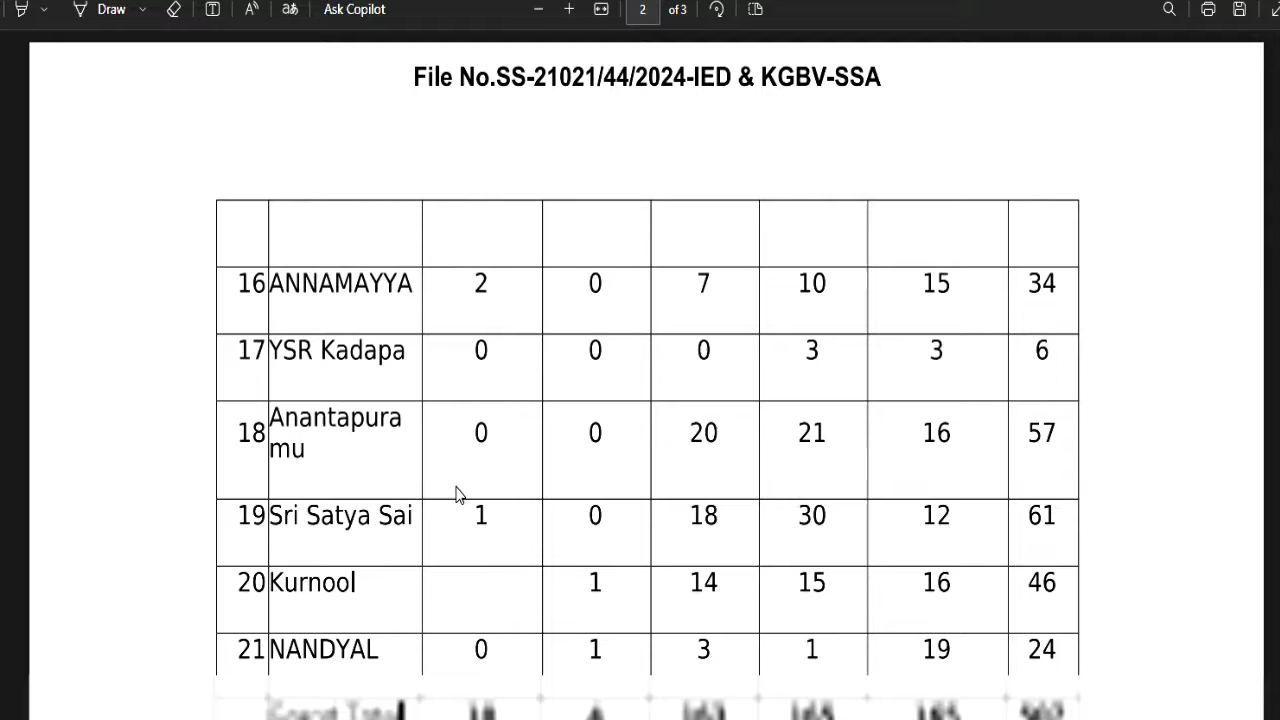 Draw
Ask Copilot
2 of 3
File No.SS-21021/44/2024-IED & KGBV-SSA
16 ANNAMAYYA 2 0 7 10 15 34
17 YSR Kadapa 0 0 0 3 3 6
18 Anantapura
mu 0 0 20 21 16 57
19 Sri Satya Sai 1 0 18 30 12 61
20 Kurnool 1 14 15 16 46
21 NANDYAL 0 1 3 1 19 24